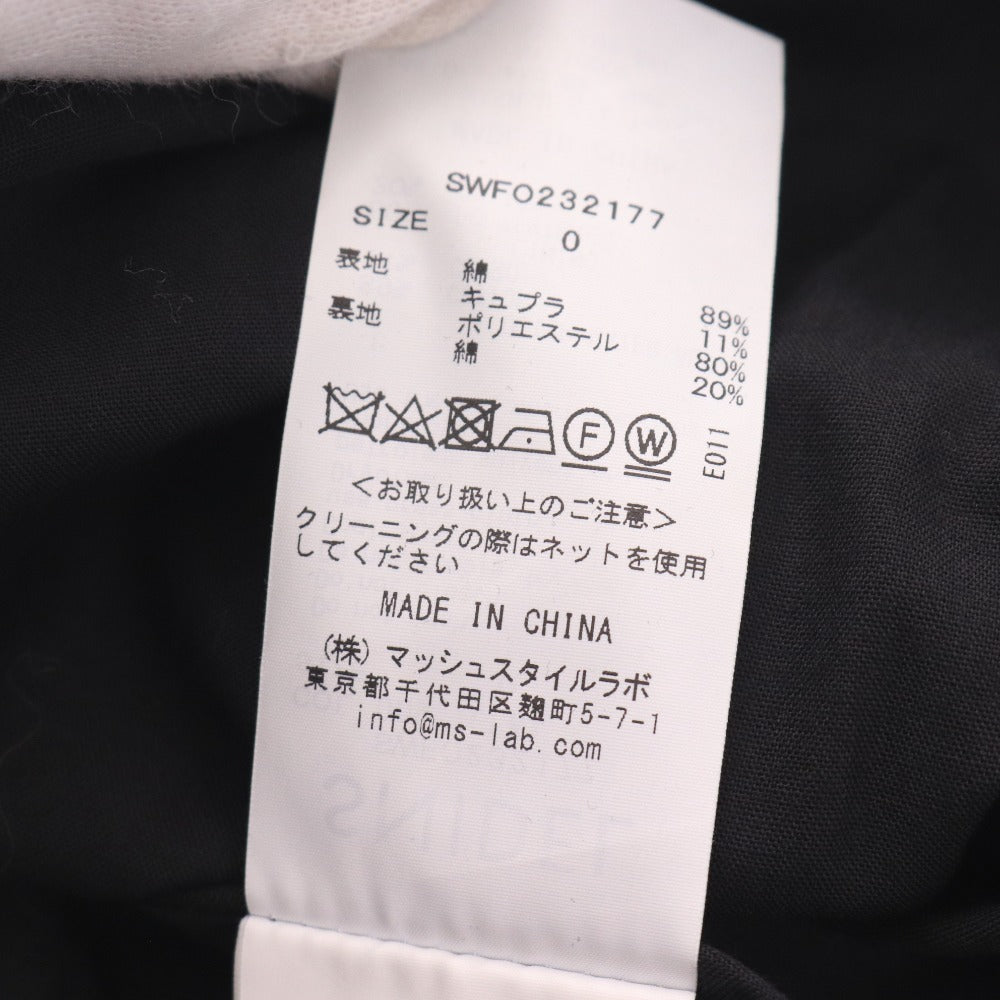 SWFO232177
SIZE 0
表地 綿 89%
キュプラ 11%
裏地 ポリエステル 80%
綿 20%
F W E011
<お取り扱い上のご注意>
クリーニングの際はネットを使用
してください
MADE IN CHINA
(株) マッシュスタイルラボ
東京都千代田区麹町5-7-1
info@ms-lab.com